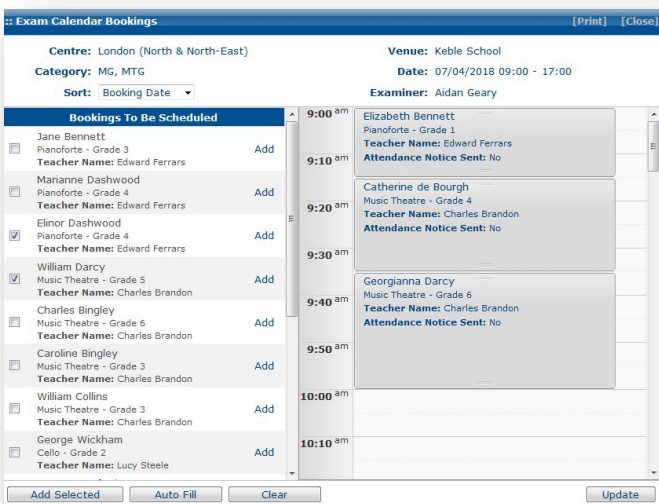 :: Exam Calendar Bookings [Print] [Close]
Centre: London (North & North-East) Venue: Keble School
Category: MG, MTG Date: 07/04/2018 09:00 - 17:00
Sort: Booking Date Examiner: Aidan Geary
Bookings To Be Scheduled
Jane Bennett
Pianoforte - Grade 3 Add
Teacher Name: Edward Ferrars
Marianne Dashwood
Pianoforte - Grade 4 Add
Teacher Name: Edward Ferrars
Elinor Dashwood
Pianoforte - Grade 4 Add
Teacher Name: Edward Ferrars
William Darcy
Music Theatre - Grade 5 Add
Teacher Name: Charles Brandon
Charles Bingley
Music Theatre - Grade 6 Add
Teacher Name: Charles Brandon
Caroline Bingley
Music Theatre - Grade 3 Add
Teacher Name: Charles Brandon
William Collins
Music Theatre - Grade 3 Add
Teacher Name: Charles Brandon
George Wickham
Cello - Grade 2 Add
Teacher Name: Lucy Steele
9:00 am
Elizabeth Bennett
Pianoforte - Grade 1
Teacher Name: Edward Ferrars
9:10 am
Attendance Notice Sent: No
Catherine de Bourgh
Music Theatre - Grade 4
9:20 am
Teacher Name: Charles Brandon
Attendance Notice Sent: No
9:30 am
Georgianna Darcy
Music Theatre - Grade 6
9:40 am
Teacher Name: Charles Brandon
Attendance Notice Sent: No
9:50 am
10:00 am
10:10 am
Add Selected Auto Fill Clear Update